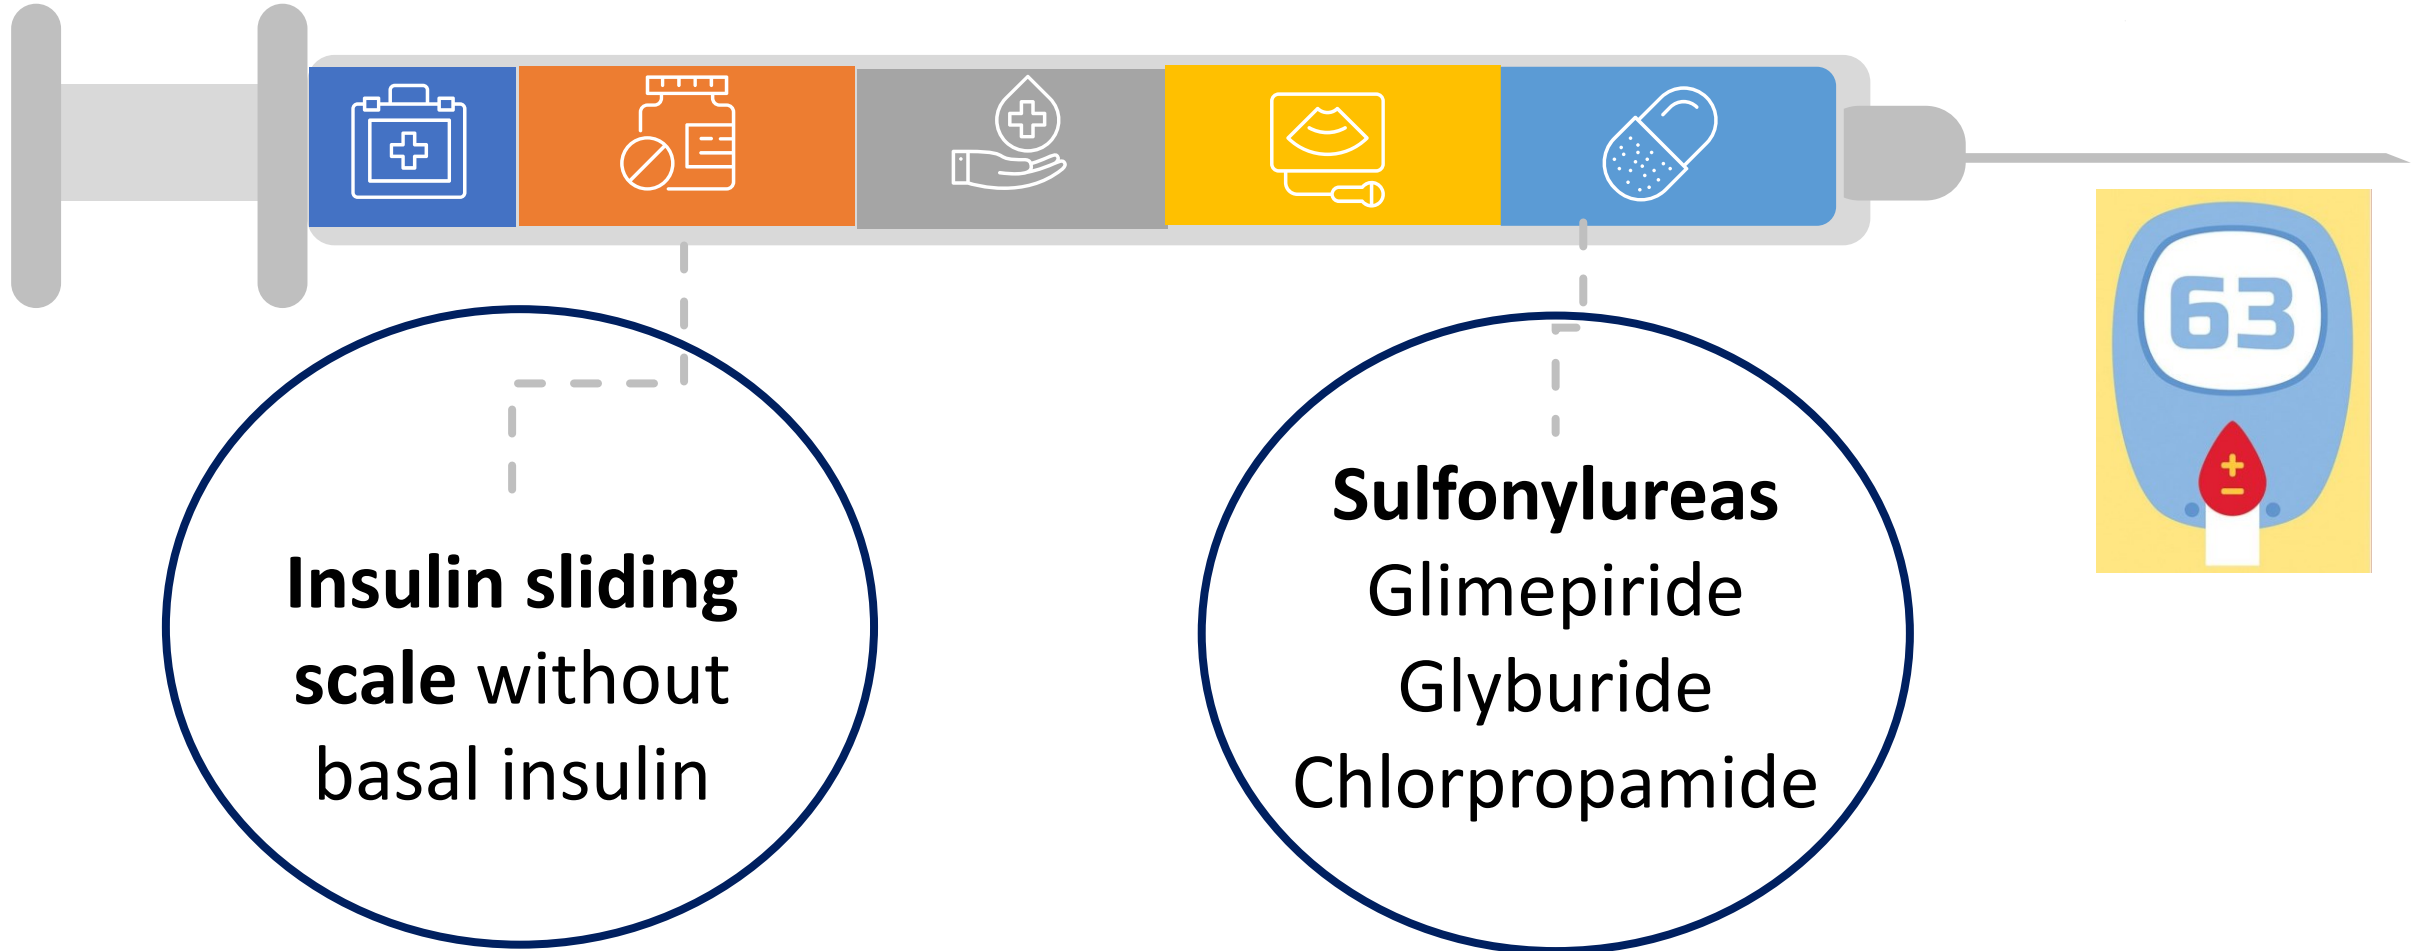 63
Insulin sliding
scale without
basal insulin
Sulfonylureas
Glimepiride
Glyburide
Chlorpropamide